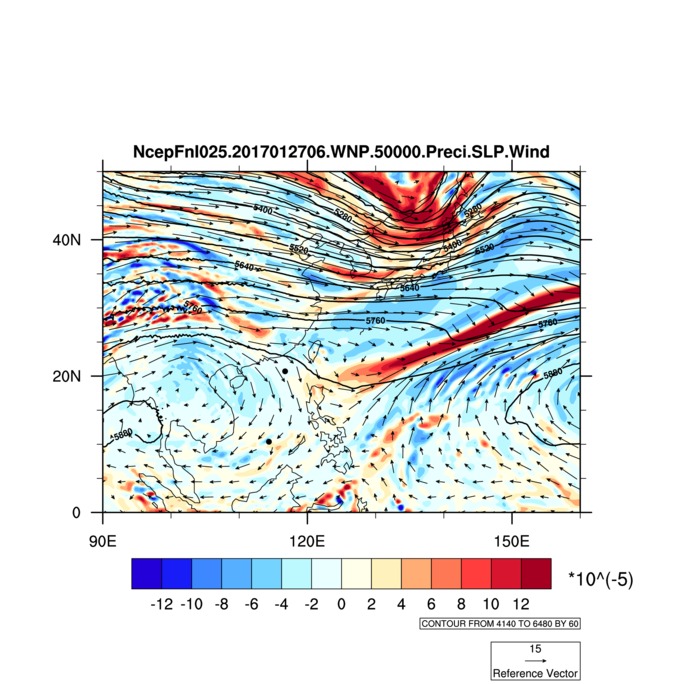 NcepFnl025.2017012706.WNP.50000.Preci.SLP.Wind
5400
5280
5280
40N
5520
5400
5520
5640
5640
5760
5760
5760
20N
5880
5880
0
90E 120E 150E
-12 -10 -8 -6 -4 -2 0 2 4 6 8 10 12
*10^(-5)
CONTOUR FROM 4140 TO 6480 BY 60
15
Reference Vector